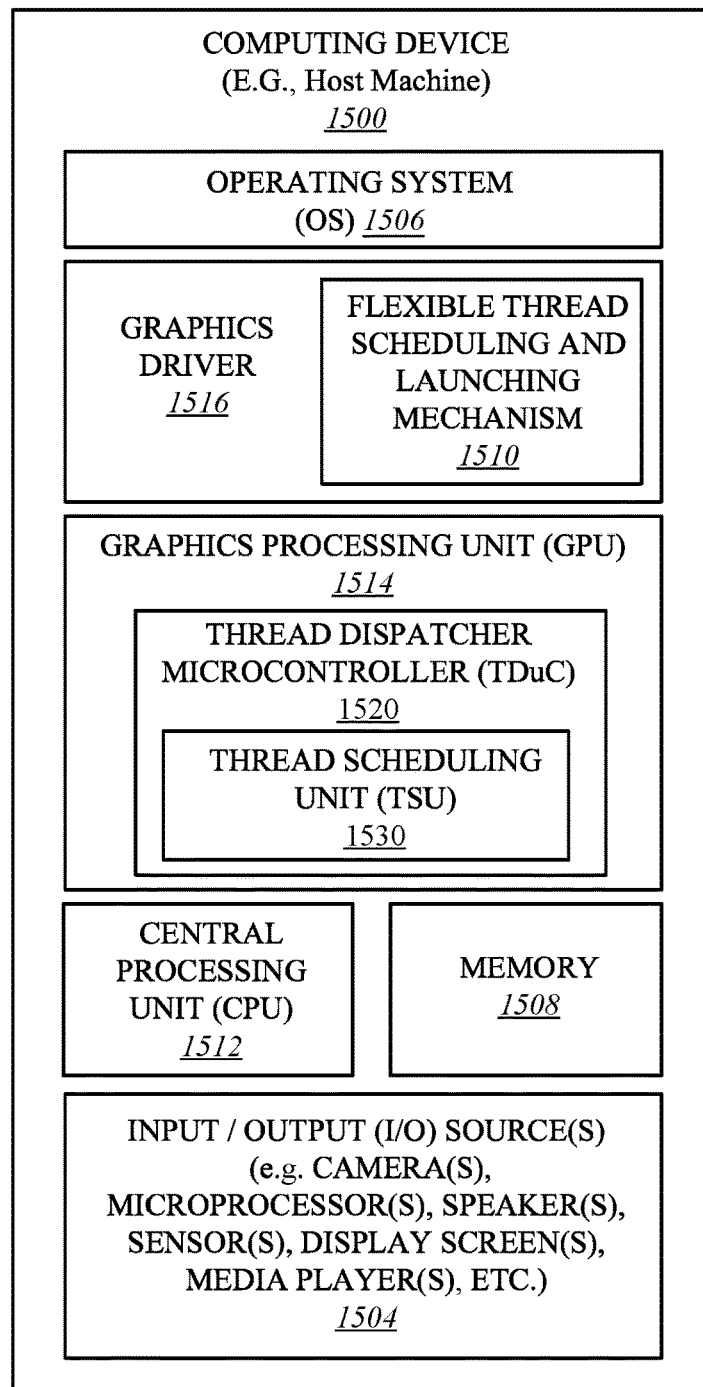 COMPUTING DEVICE
(E.G., Host Machine)
1500
OPERATING SYSTEM
(OS) 1506
GRAPHICS
DRIVER
1516
FLEXIBLE THREAD
SCHEDULING AND
LAUNCHING
MECHANISM
1510
GRAPHICS PROCESSING UNIT (GPU)
1514
THREAD DISPATCHER
MICROCONTROLLER (TDuC)
1520
THREAD SCHEDULING
UNIT (TSU)
1530
CENTRAL
PROCESSING
UNIT (CPU)
1512
MEMORY
1508
INPUT / OUTPUT (I/O) SOURCE(S)
(e.g. CAMERA(S),
MICROPROCESSOR(S), SPEAKER(S),
SENSOR(S), DISPLAY SCREEN(S),
MEDIA PLAYER(S), ETC.)
1504